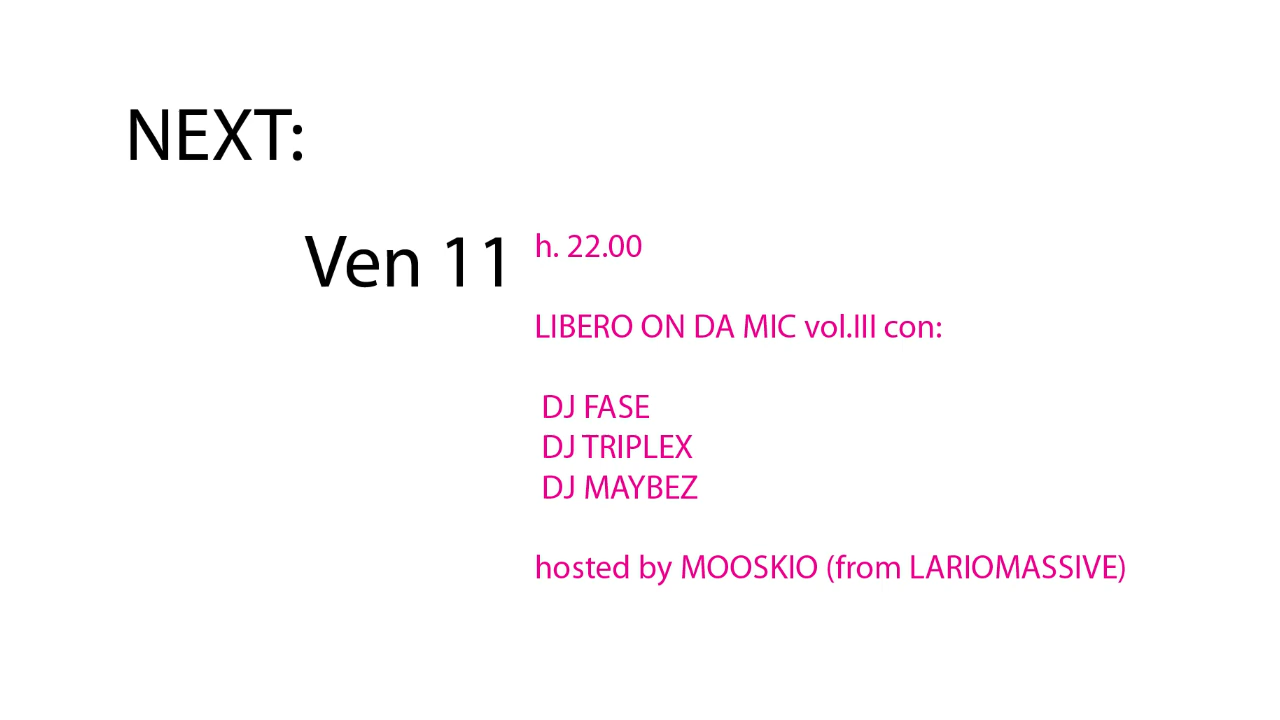 NEXT:
Ven 11
h. 22.00
LIBERO ON DA MIC vol.III con:
DJ FASE
DJ TRIPLEX
DJ MAYBEZ
hosted by MOOSKIO (from LARIOMASSIVE)